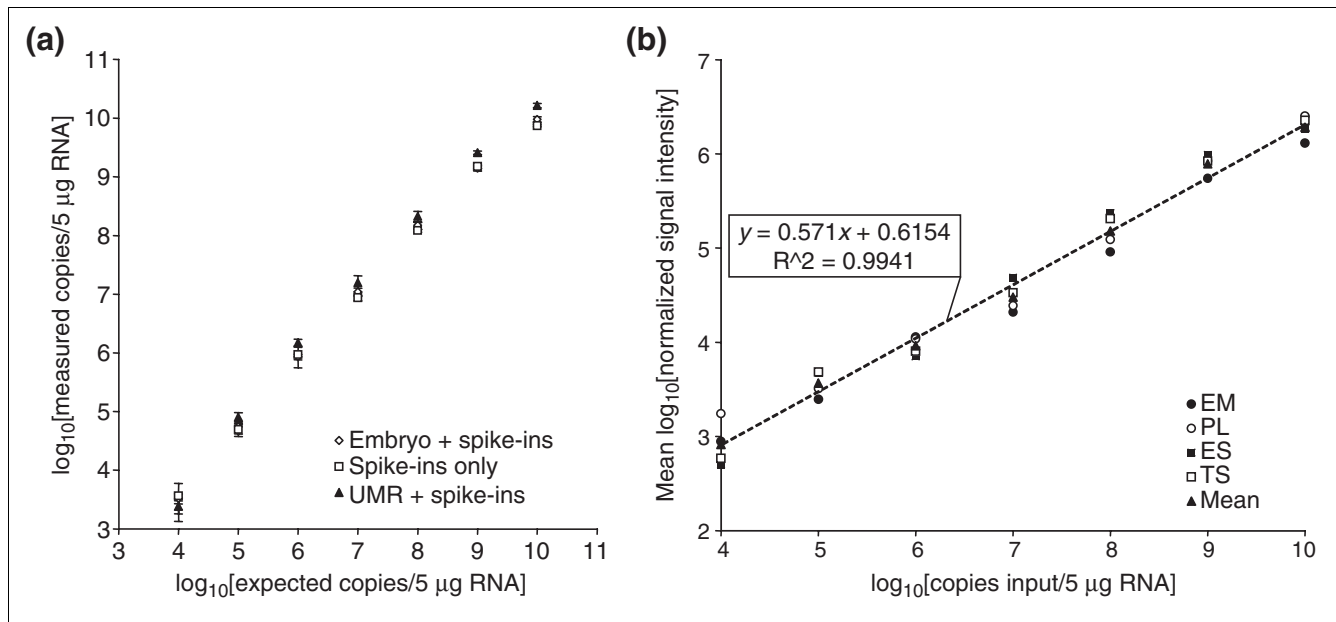 (a)
log10[measured copies/5 µg RNA]
11
10
9
8
7
6
5
4
3
3 4 5 6 7 8 9 10 11
log10[expected copies/5 µg RNA]
Embryo + spike-ins
Spike-ins only
UMR + spike-ins
(b)
Mean log10[normalized signal intensity]
7
6
5
4
3
2
4 5 6 7 8 9 10
log10[copies input/5 µg RNA]
y = 0.571x + 0.6154
R^2 = 0.9941
EM
PL
ES
TS
Mean